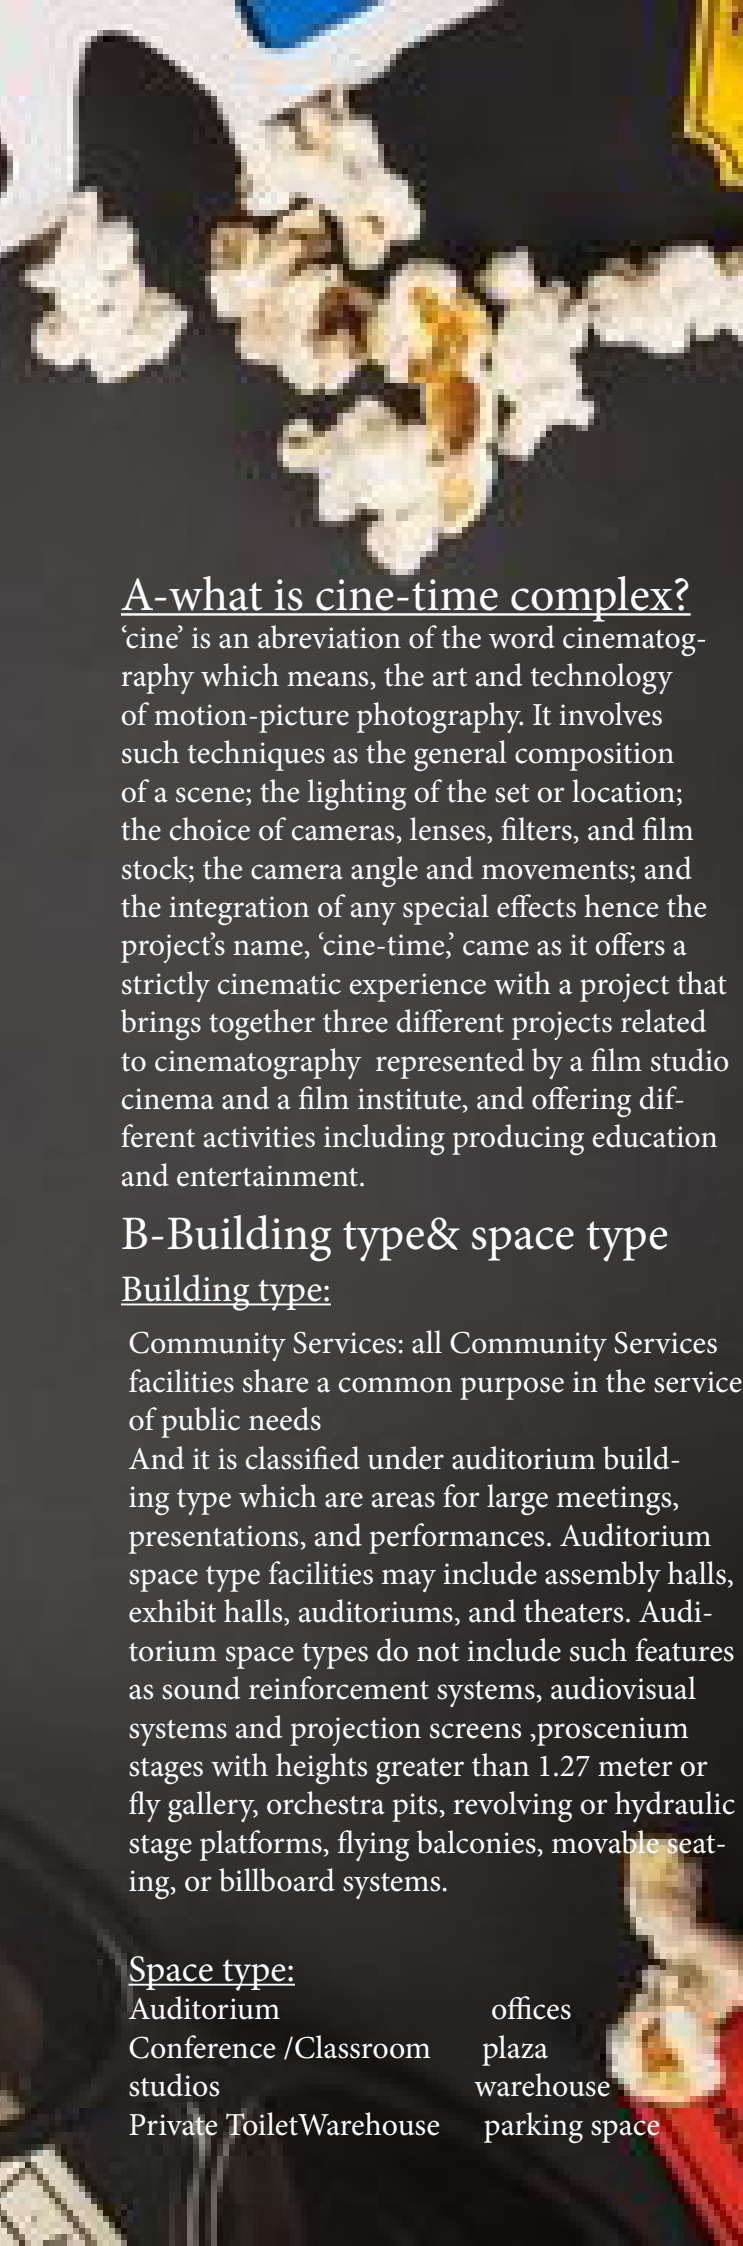 A-what is cine-time complex?
‘cine’ is an abreviation of the word cinematog-
raphy which means, the art and technology
of motion-picture photography. It involves
such techniques as the general composition
of a scene; the lighting of the set or location;
the choice of cameras, lenses, filters, and film
stock; the camera angle and movements; and
the integration of any special effects hence the
project’s name, ‘cine-time,’ came as it offers a
strictly cinematic experience with a project that
brings together three different projects related
to cinematography  represented by a film studio
cinema and a film institute, and offering dif-
ferent activities including producing education
and entertainment.
B-Building type& space type
Building type:
Community Services: all Community Services
facilities share a common purpose in the service
of public needs
And it is classified under auditorium build-
ing type which are areas for large meetings,
presentations, and performances. Auditorium
space type facilities may include assembly halls,
exhibit halls, auditoriums, and theaters. Audi-
torium space types do not include such features
as sound reinforcement systems, audiovisual
systems and projection screens ,proscenium
stages with heights greater than 1.27 meter or
fly gallery, orchestra pits, revolving or hydraulic
stage platforms, flying balconies, movable seat-
ing, or billboard systems.
Space type:
Auditorium offices
Conference /Classroom plaza
studios warehouse
Private ToiletWarehouse parking space